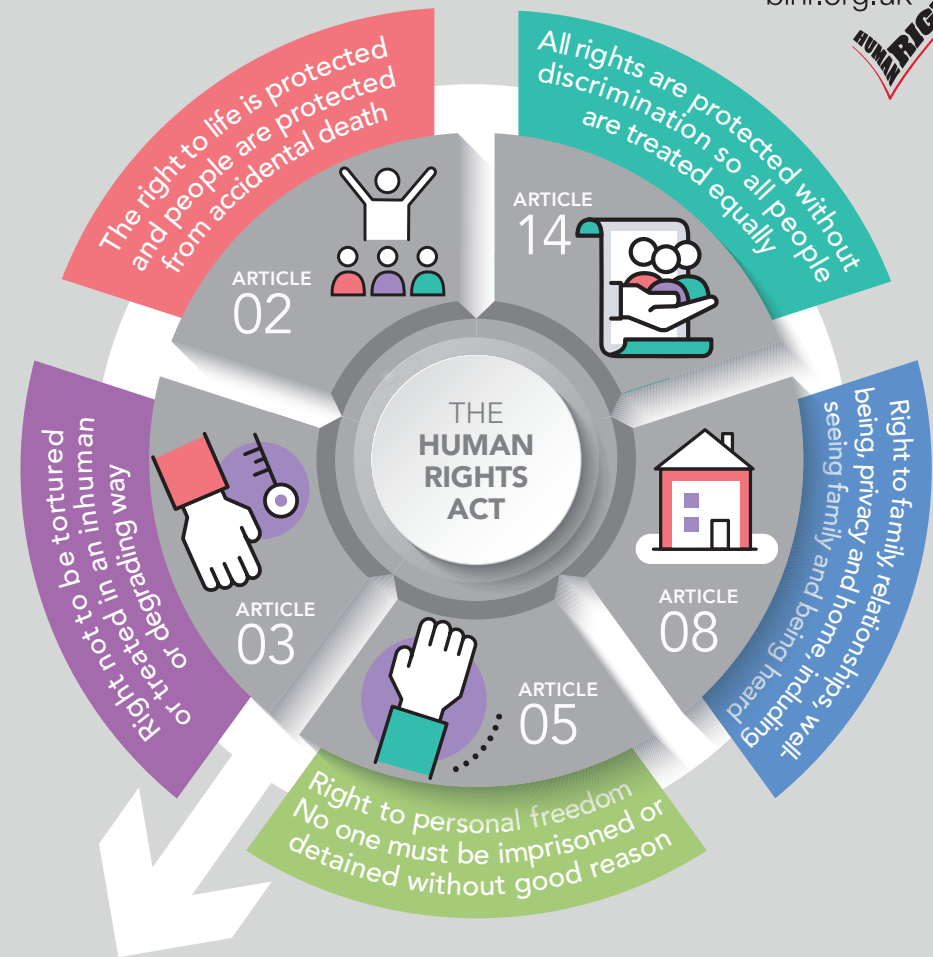 THE
HUMAN
RIGHTS
ACT
The right to life is protected
and people are protected
from accidental death
ARTICLE
02
All rights are protected without
discrimination so all people
are treated equally
ARTICLE
14
Right to family, relationships, well-
being, privacy and home, including
seeing family and being heard
ARTICLE
08
Right to personal freedom
No one must be imprisoned or
detained without good reason
ARTICLE
05
Right not to be tortured
or treated in an inhuman
or degrading way
ARTICLE
03
HUMAN